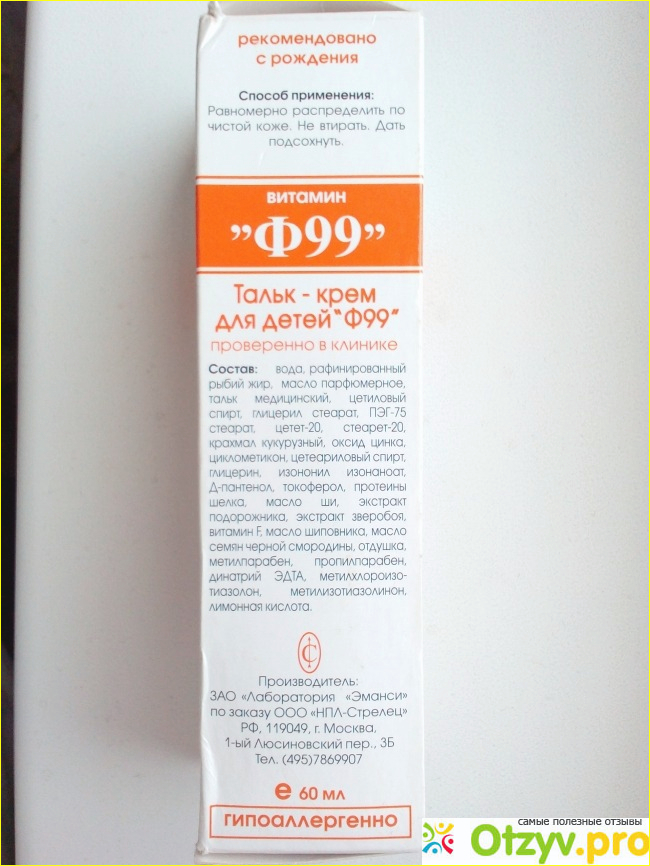 рекомендовано
с рождения
Способ применения:
Равномерно распределить по
чистой коже. Не втирать. Дать
подсохнуть.
витамин
„Ф99”
Тальк - крем
для детей "Ф99"
проверенно в клинике
Состав: вода, рафинированный
рыбий жир, масло парфюмерное,
тальк медицинский, цетиловый
спирт, глицерил стеарат, ПЭГ-75
стеарат, цетет-20, стеарет-20,
крахмал кукурузный, оксид цинка,
циклометикон, цетеариловый спирт,
глицерин, изононил изонаноат,
Д-пантенол, токоферол, протеины
шелка, масло ши, экстракт
подорожника, экстракт зверобоя,
витамин F, масло шиповника, масло
семян черной смородины, отдушка,
метилпарабен, пропилпарабен,
динатрий ЭДТА, метилхлороизо-
тиазолон, метилизотиазолинон,
лимонная кислота.
Производитель:
ЗАО «Лаборатория «Эманси»
по заказу ООО «НПЛ-Стрелец»
РФ, 119049, г. Москва,
1-ый Люсиновский пер., 3Б
Тел. (495)7869907
е 60 мл
гипоаллергенно
самые полезные отзывы
Otzyv.pro